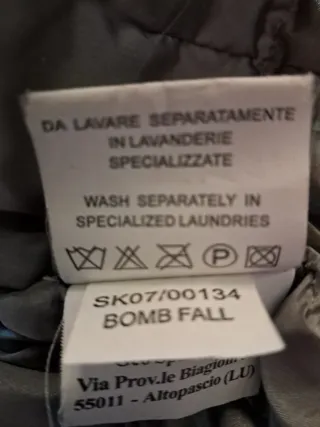 DA LAVARE SEPARATAMENTE
IN LAVANDERIE
SPECIALIZZATE
WASH SEPARATELY IN
SPECIALIZED LAUNDRIES
P
SK07/00134
BOMB FALL
Via Prov.le Biagioni
55011 - Altopascio (LU)